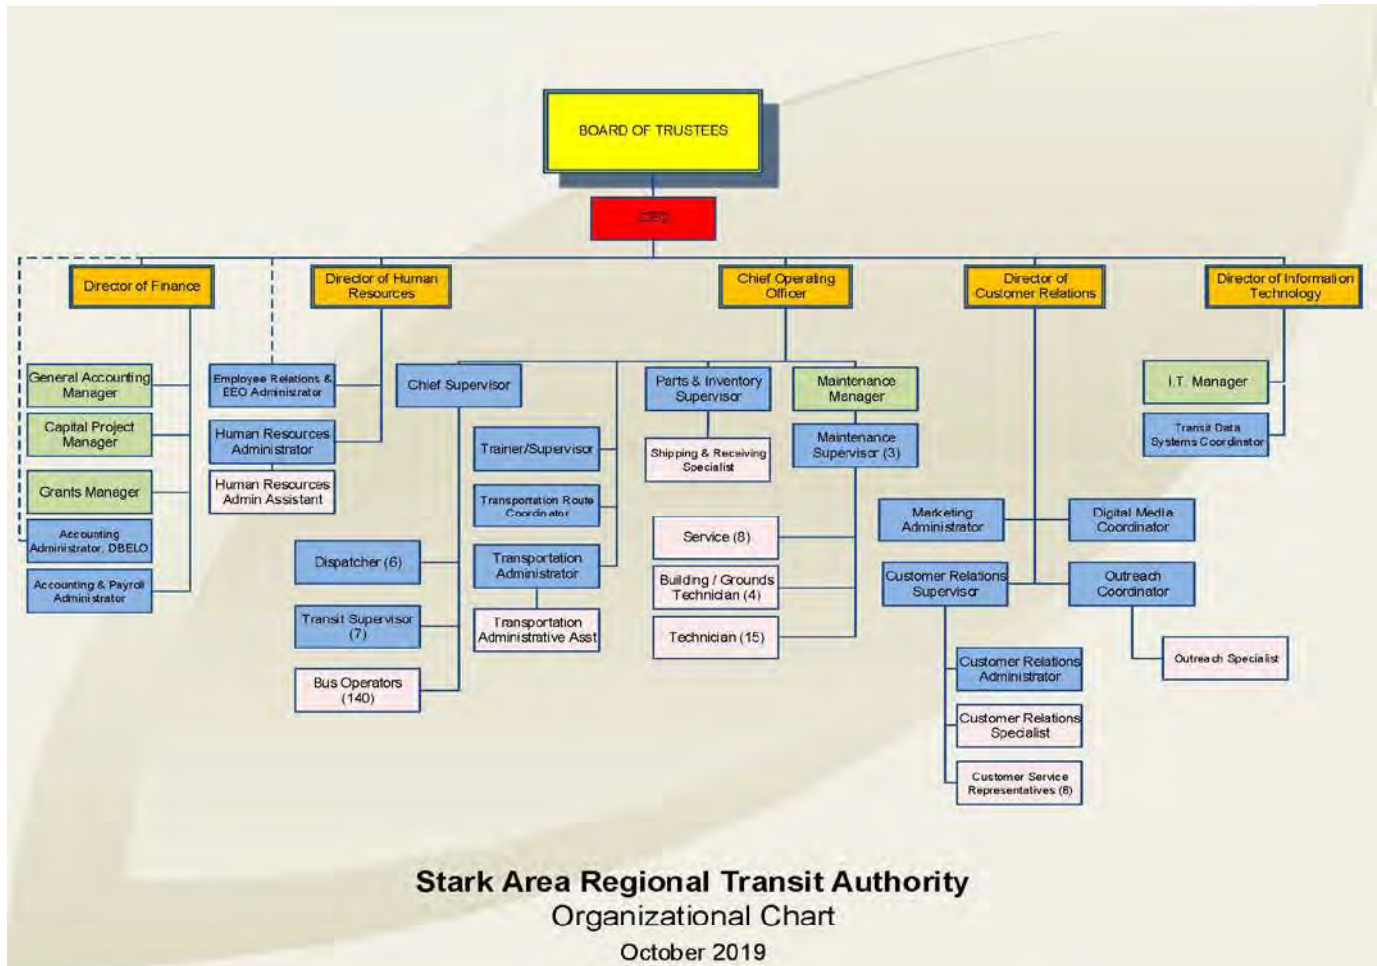 BOARD OF TRUSTEES
CEO
Director of Finance
Director of Human
Resources
Chief Operating
Officer
Director of
Customer Relations
Director of Information
Technology
General Accounting
Manager
Capital Project
Manager
Grants Manager
Accounting
Administrator, DBELO
Accounting & Payroll
Administrator
Employee Relations &
EEO Administrator
Human Resources
Administrator
Human Resources
Admin Assistant
Chief Supervisor
Dispatcher (6)
Transit Supervisor
(7)
Bus Operators
(140)
Trainer/Supervisor
Transportation Route
Coordinator
Transportation
Administrator
Transportation
Administrative Asst
Parts & Inventory
Supervisor
Shipping & Receiving
Specialist
Maintenance
Manager
Maintenance
Supervisor (3)
Service (8)
Building / Grounds
Technician (4)
Technician (15)
Marketing
Administrator
Digital Media
Coordinator
Customer Relations
Supervisor
Outreach
Coordinator
Customer Relations
Administrator
Customer Relations
Specialist
Customer Service
Representatives (8)
Outreach Specialist
I.T. Manager
Transit Data
Systems Coordinator
Stark Area Regional Transit Authority
Organizational Chart
October 2019